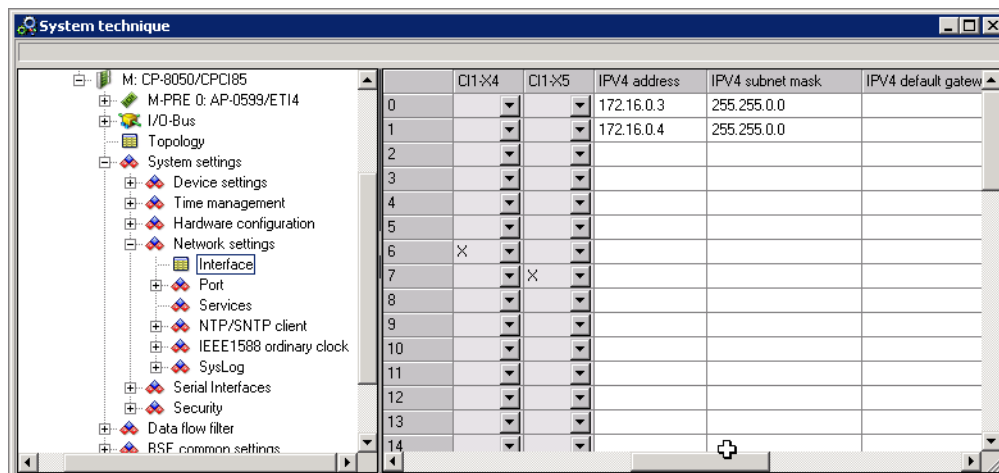 System technique
M: CP-8050/CPCI85
M-PRE 0: AP-0599/ETI4
I/O-Bus
Topology
System settings
Device settings
Time management
Hardware configuration
Network settings
Interface
Port
Services
NTP/SNTP client
IEEE1588 ordinary clock
SysLog
Serial Interfaces
Security
Data flow filter
BSE common settings
CI1-X4 CI1-X5 IPV4 address IPV4 subnet mask IPV4 default gatew
0 172.16.0.3 255.255.0.0
1 172.16.0.4 255.255.0.0
2
3
4
5
6 X
7 X
8
9
10
11
12
13
14